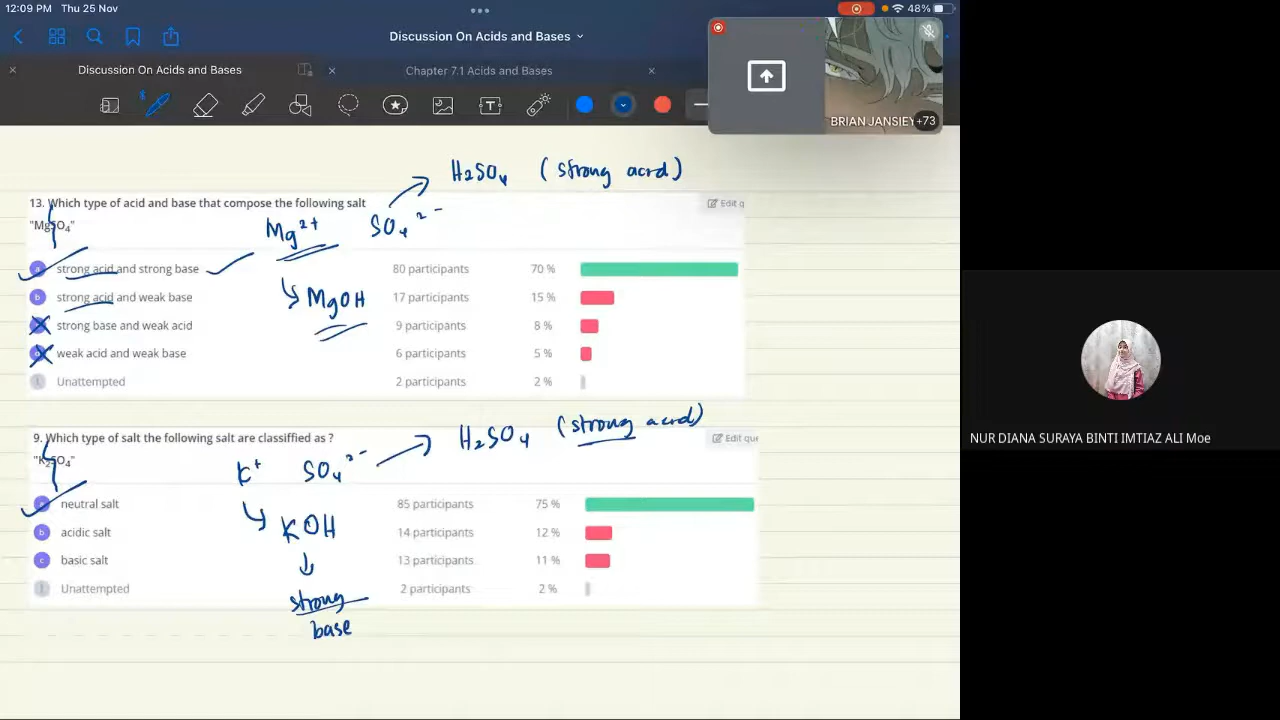 12:09 PM Thu 25 Nov
48%
Discussion On Acids and Bases
Discussion On Acids and Bases
Chapter 7.1 Acids and Bases
BRIAN JANSIEY
+73
H₂SO₄ (strong acid)
13. Which type of acid and base that compose the following salt
Edit q
"MgSO₄"
Mg²⁺ SO₄²⁻
a strong acid and strong base 80 participants 70 %
b strong acid and weak base 17 participants 15 %
MgOH
strong base and weak acid 9 participants 8 %
weak acid and weak base 6 participants 5 %
Unattempted 2 participants 2 %
H₂SO₄ (strong acid)
9. Which type of salt the following salt are classified as ?
Edit que
"K₂SO₄"
K⁺ SO₄²⁻
neutral salt 85 participants 75 %
KOH
b acidic salt 14 participants 12 %
c basic salt 13 participants 11 %
Unattempted 2 participants 2 %
strong
base
NUR DIANA SURAYA BINTI IMTIAZ ALI Moe